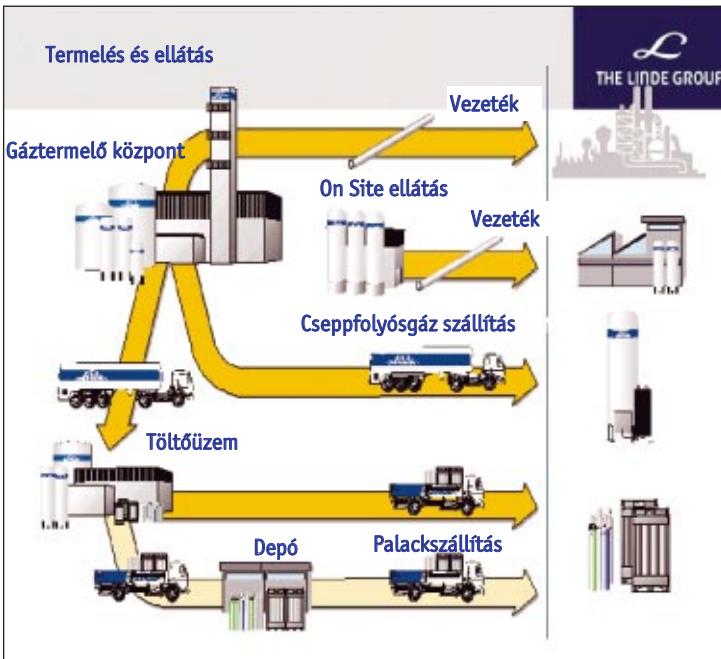 Termelés és ellátás
THE LINDE GROUP
Vezeték
Gáztermelő központ
On Site ellátás
Vezeték
Cseppfolyósgáz szállítás
Töltőüzem
Depó
Palackszállítás